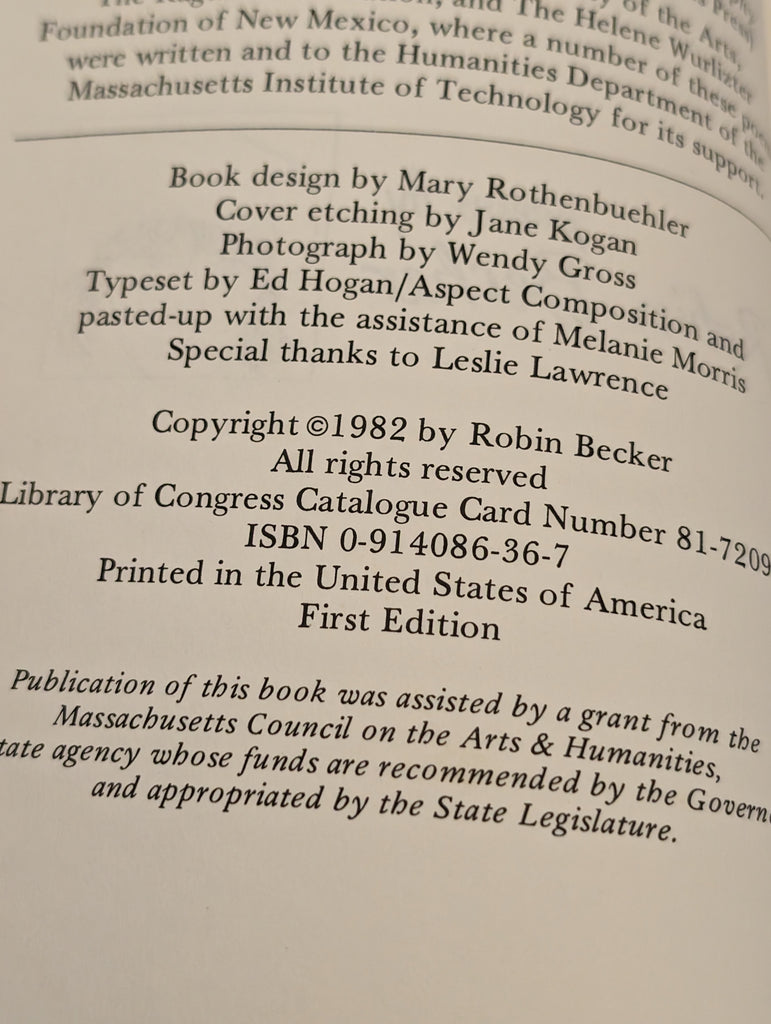 and The Helene Wurlitzer
Foundation of New Mexico, where a number of these
were written and to the Humanities Department of the
Massachusetts Institute of Technology for its support.
Book design by Mary Rothenbuehler
Cover etching by Jane Kogan
Photograph by Wendy Gross
Typeset by Ed Hogan/Aspect Composition and
pasted-up with the assistance of Melanie Morris
Special thanks to Leslie Lawrence
Copyright ©1982 by Robin Becker
All rights reserved
Library of Congress Catalogue Card Number 81-7209
ISBN 0-914086-36-7
Printed in the United States of America
First Edition
Publication of this book was assisted by a grant from the
Massachusetts Council on the Arts & Humanities,
tate agency whose funds are recommended by the Govern
and appropriated by the State Legislature.